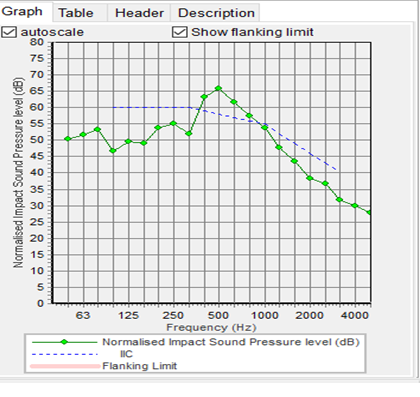 Graph Table Header Description
autoscale Show flanking limit
Normalised Impact Sound Pressure level (dB)
80
75
70
65
60
55
50
45
40
35
30
25
20
15
10
5
0
63 125 250 500 1000 2000 4000
Frequency (Hz)
Normalised Impact Sound Pressure level (dB)
IIC
Flanking Limit